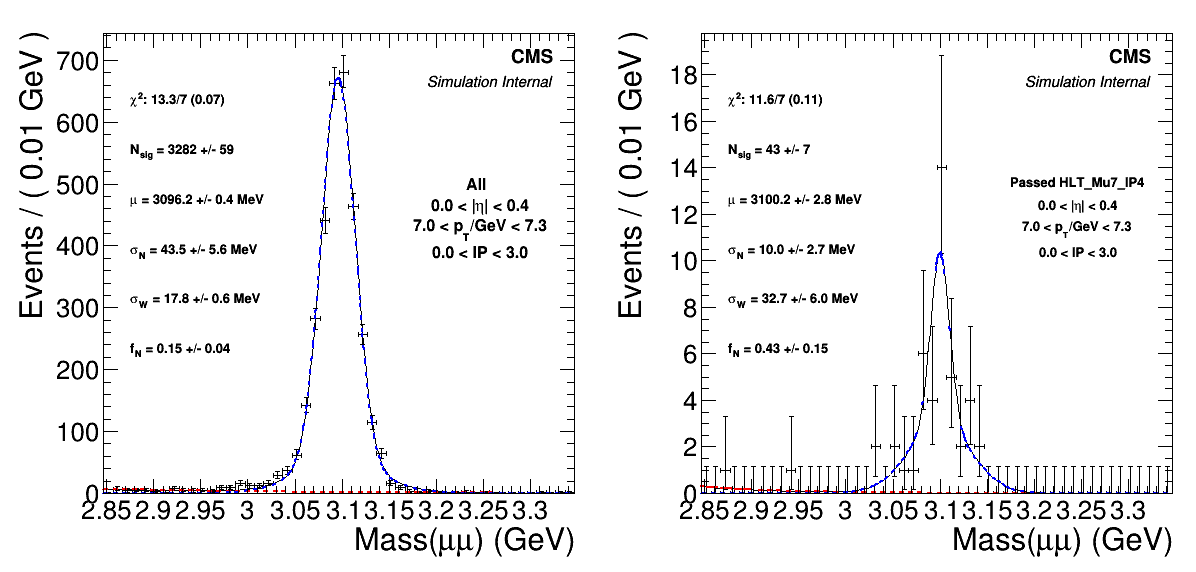 CMS
Simulation Internal
χ²: 13.3/7 (0.07)
N_sig = 3282 +/- 59
μ = 3096.2 +/- 0.4 MeV
σ_N = 43.5 +/- 5.6 MeV
σ_W = 17.8 +/- 0.6 MeV
f_N = 0.15 +/- 0.04
All
0.0 < |η| < 0.4
7.0 < p_T/GeV < 7.3
0.0 < IP < 3.0
Events / ( 0.01 GeV )
700
600
500
400
300
200
100
0
2.85 2.9 2.95 3 3.05 3.1 3.15 3.2 3.25 3.3
Mass(μμ) (GeV)
CMS
Simulation Internal
χ²: 11.6/7 (0.11)
N_sig = 43 +/- 7
μ = 3100.2 +/- 2.8 MeV
σ_N = 10.0 +/- 2.7 MeV
σ_W = 32.7 +/- 6.0 MeV
f_N = 0.43 +/- 0.15
Passed HLT_Mu7_IP4
0.0 < |η| < 0.4
7.0 < p_T/GeV < 7.3
0.0 < IP < 3.0
Events / ( 0.01 GeV )
18
16
14
12
10
8
6
4
2
0
2.85 2.9 2.95 3 3.05 3.1 3.15 3.2 3.25 3.3
Mass(μμ) (GeV)